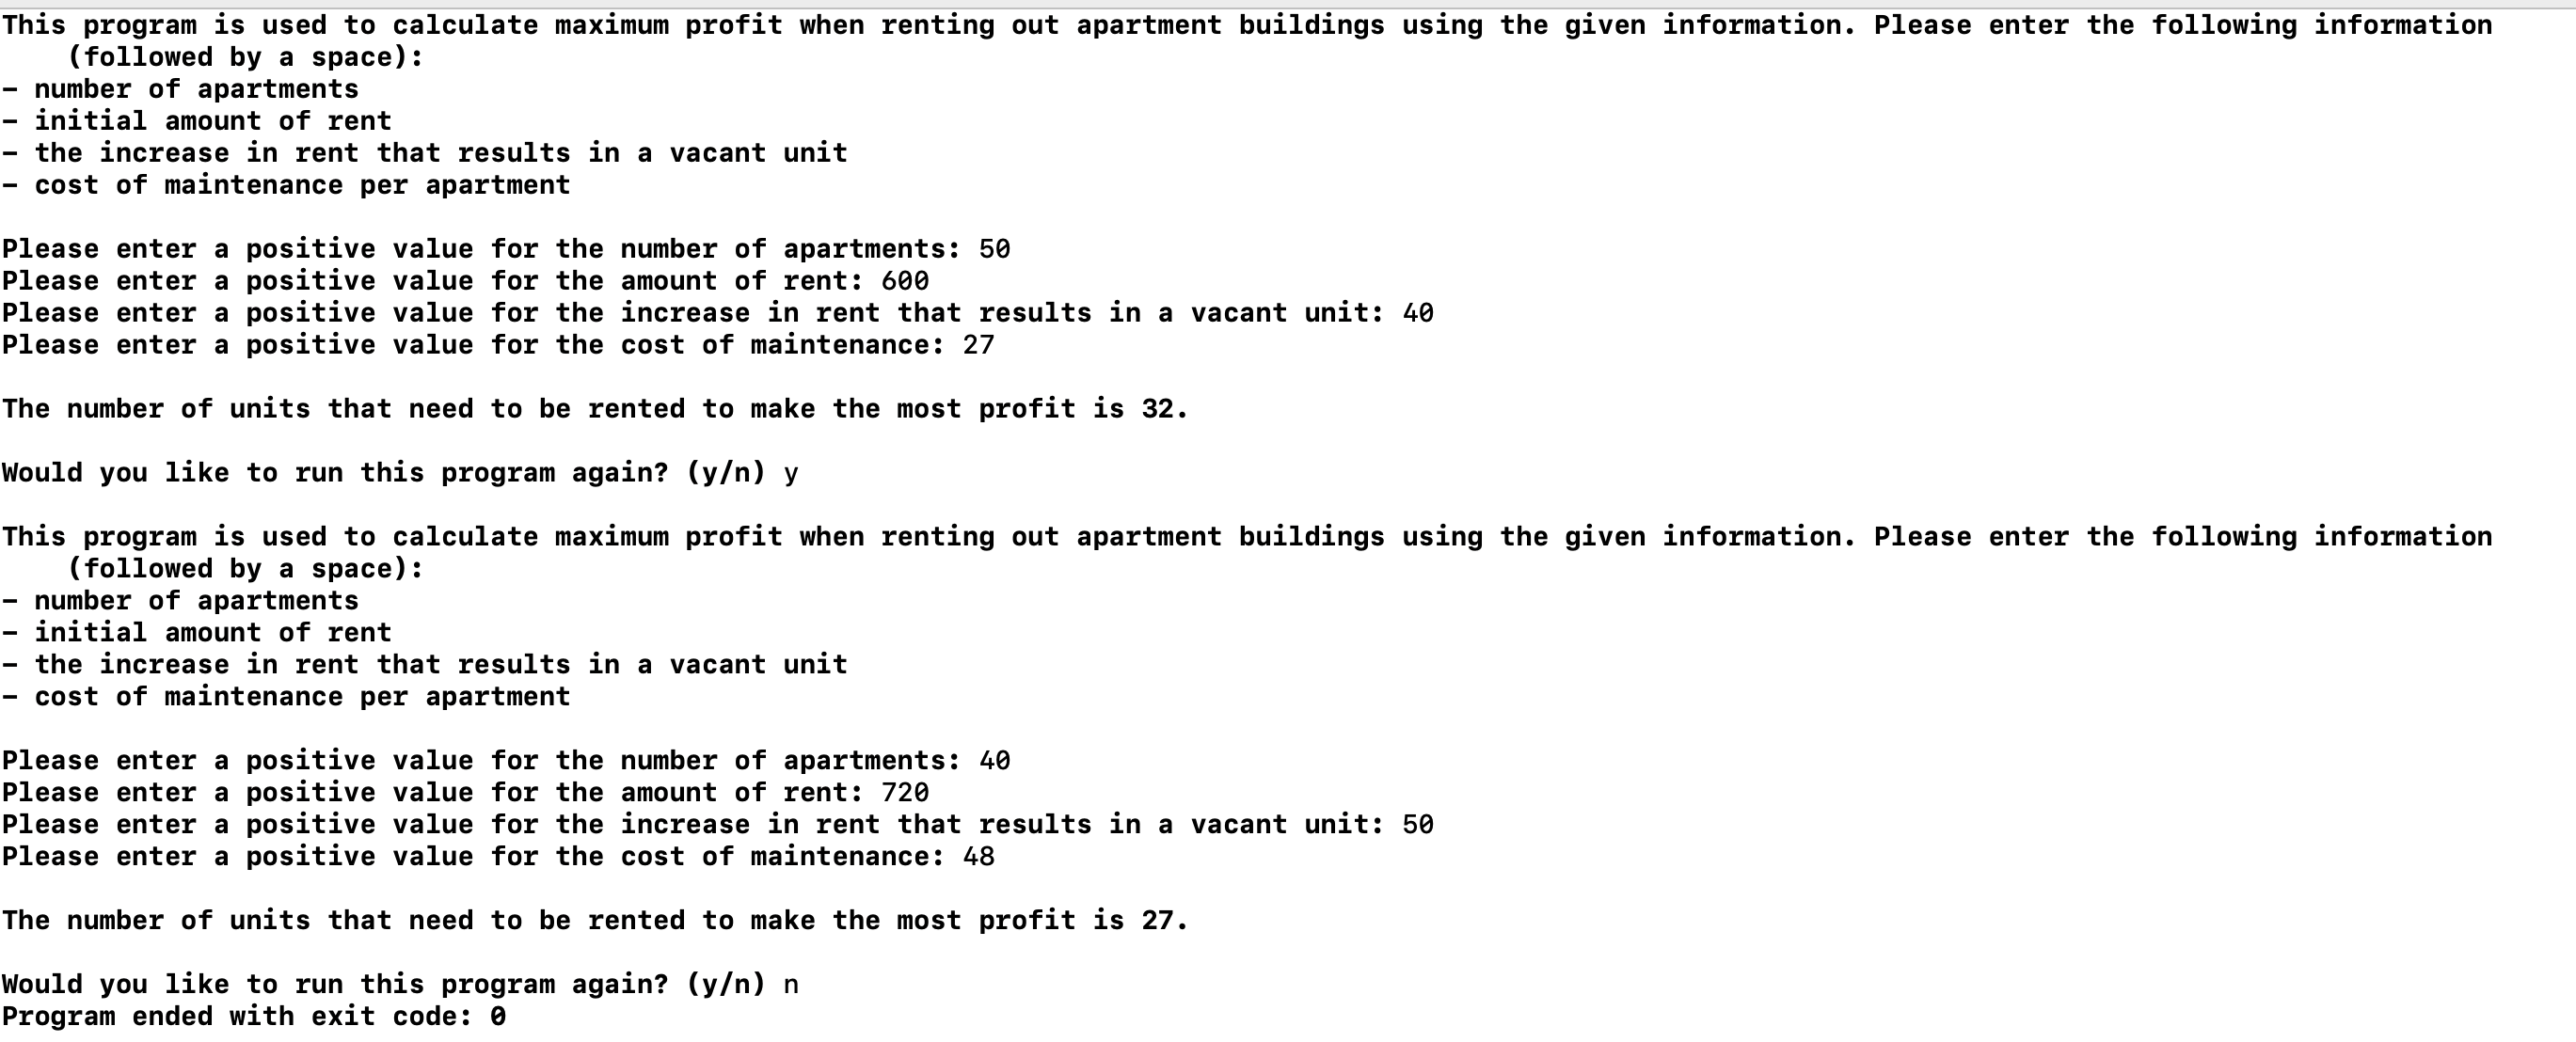 This program is used to calculate maximum profit when renting out apartment buildings using the given information. Please enter the following information
(followed by a space):
– number of apartments
– initial amount of rent
– the increase in rent that results in a vacant unit
– cost of maintenance per apartment
Please enter a positive value for the number of apartments: 50
Please enter a positive value for the amount of rent: 600
Please enter a positive value for the increase in rent that results in a vacant unit: 40
Please enter a positive value for the cost of maintenance: 27
The number of units that need to be rented to make the most profit is 32.
Would you like to run this program again? (y/n) y
This program is used to calculate maximum profit when renting out apartment buildings using the given information. Please enter the following information
(followed by a space):
– number of apartments
– initial amount of rent
– the increase in rent that results in a vacant unit
– cost of maintenance per apartment
Please enter a positive value for the number of apartments: 40
Please enter a positive value for the amount of rent: 720
Please enter a positive value for the increase in rent that results in a vacant unit: 50
Please enter a positive value for the cost of maintenance: 48
The number of units that need to be rented to make the most profit is 27.
Would you like to run this program again? (y/n) n
Program ended with exit code: 0